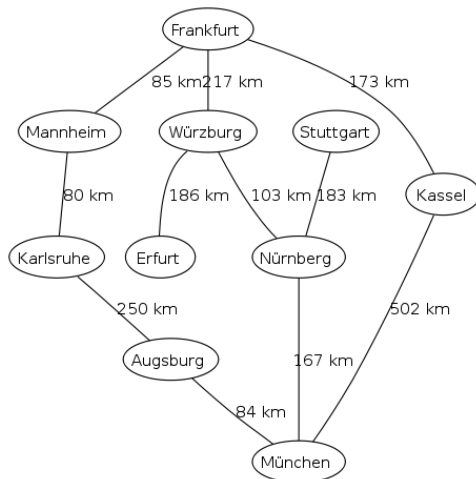 Frankfurt
85 km
217 km
173 km
Mannheim
Würzburg
Stuttgart
80 km
186 km
103 km
183 km
Kassel
Karlsruhe
Erfurt
Nürnberg
250 km
502 km
Augsburg
167 km
84 km
München